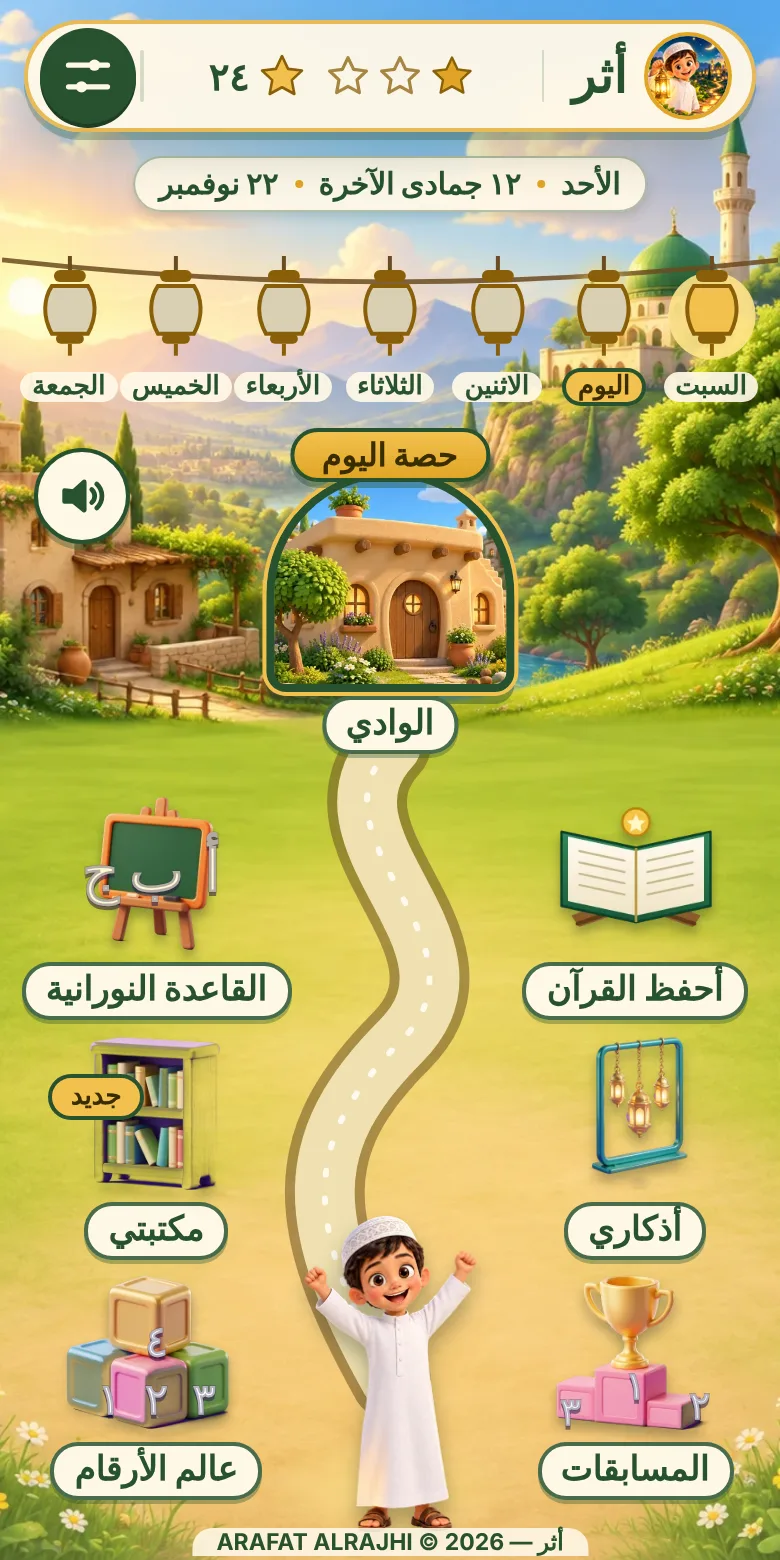 أثر ٢٤
الأحد • ١٢ جمادى الآخرة • ٢٢ نوفمبر
السبت اليوم الاثنين الثلاثاء الأربعاء الخميس الجمعة
حصة اليوم
الوادي
أ ب ج
أحفظ القرآن القاعدة النورانية
جديد
أذكاري مكتبتي
٤
١ ٢ ٣ ١ ٢ ٣
المسابقات عالم الأرقام
أثر — 2026 © ARAFAT ALRAJHI